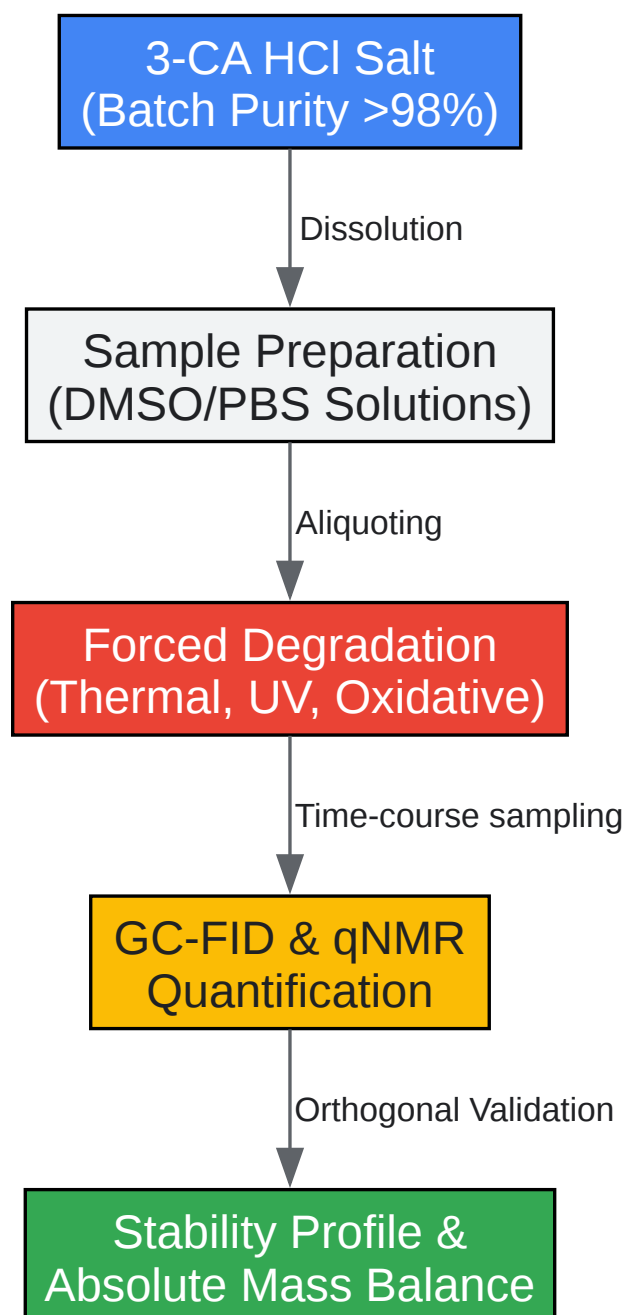 3-CA HCl Salt
(Batch Purity >98%)
Dissolution
Sample Preparation
(DMSO/PBS Solutions)
Aliquoting
Forced Degradation
(Thermal, UV, Oxidative)
Time-course sampling
GC-FID & qNMR
Quantification
Orthogonal Validation
Stability Profile &
Absolute Mass Balance